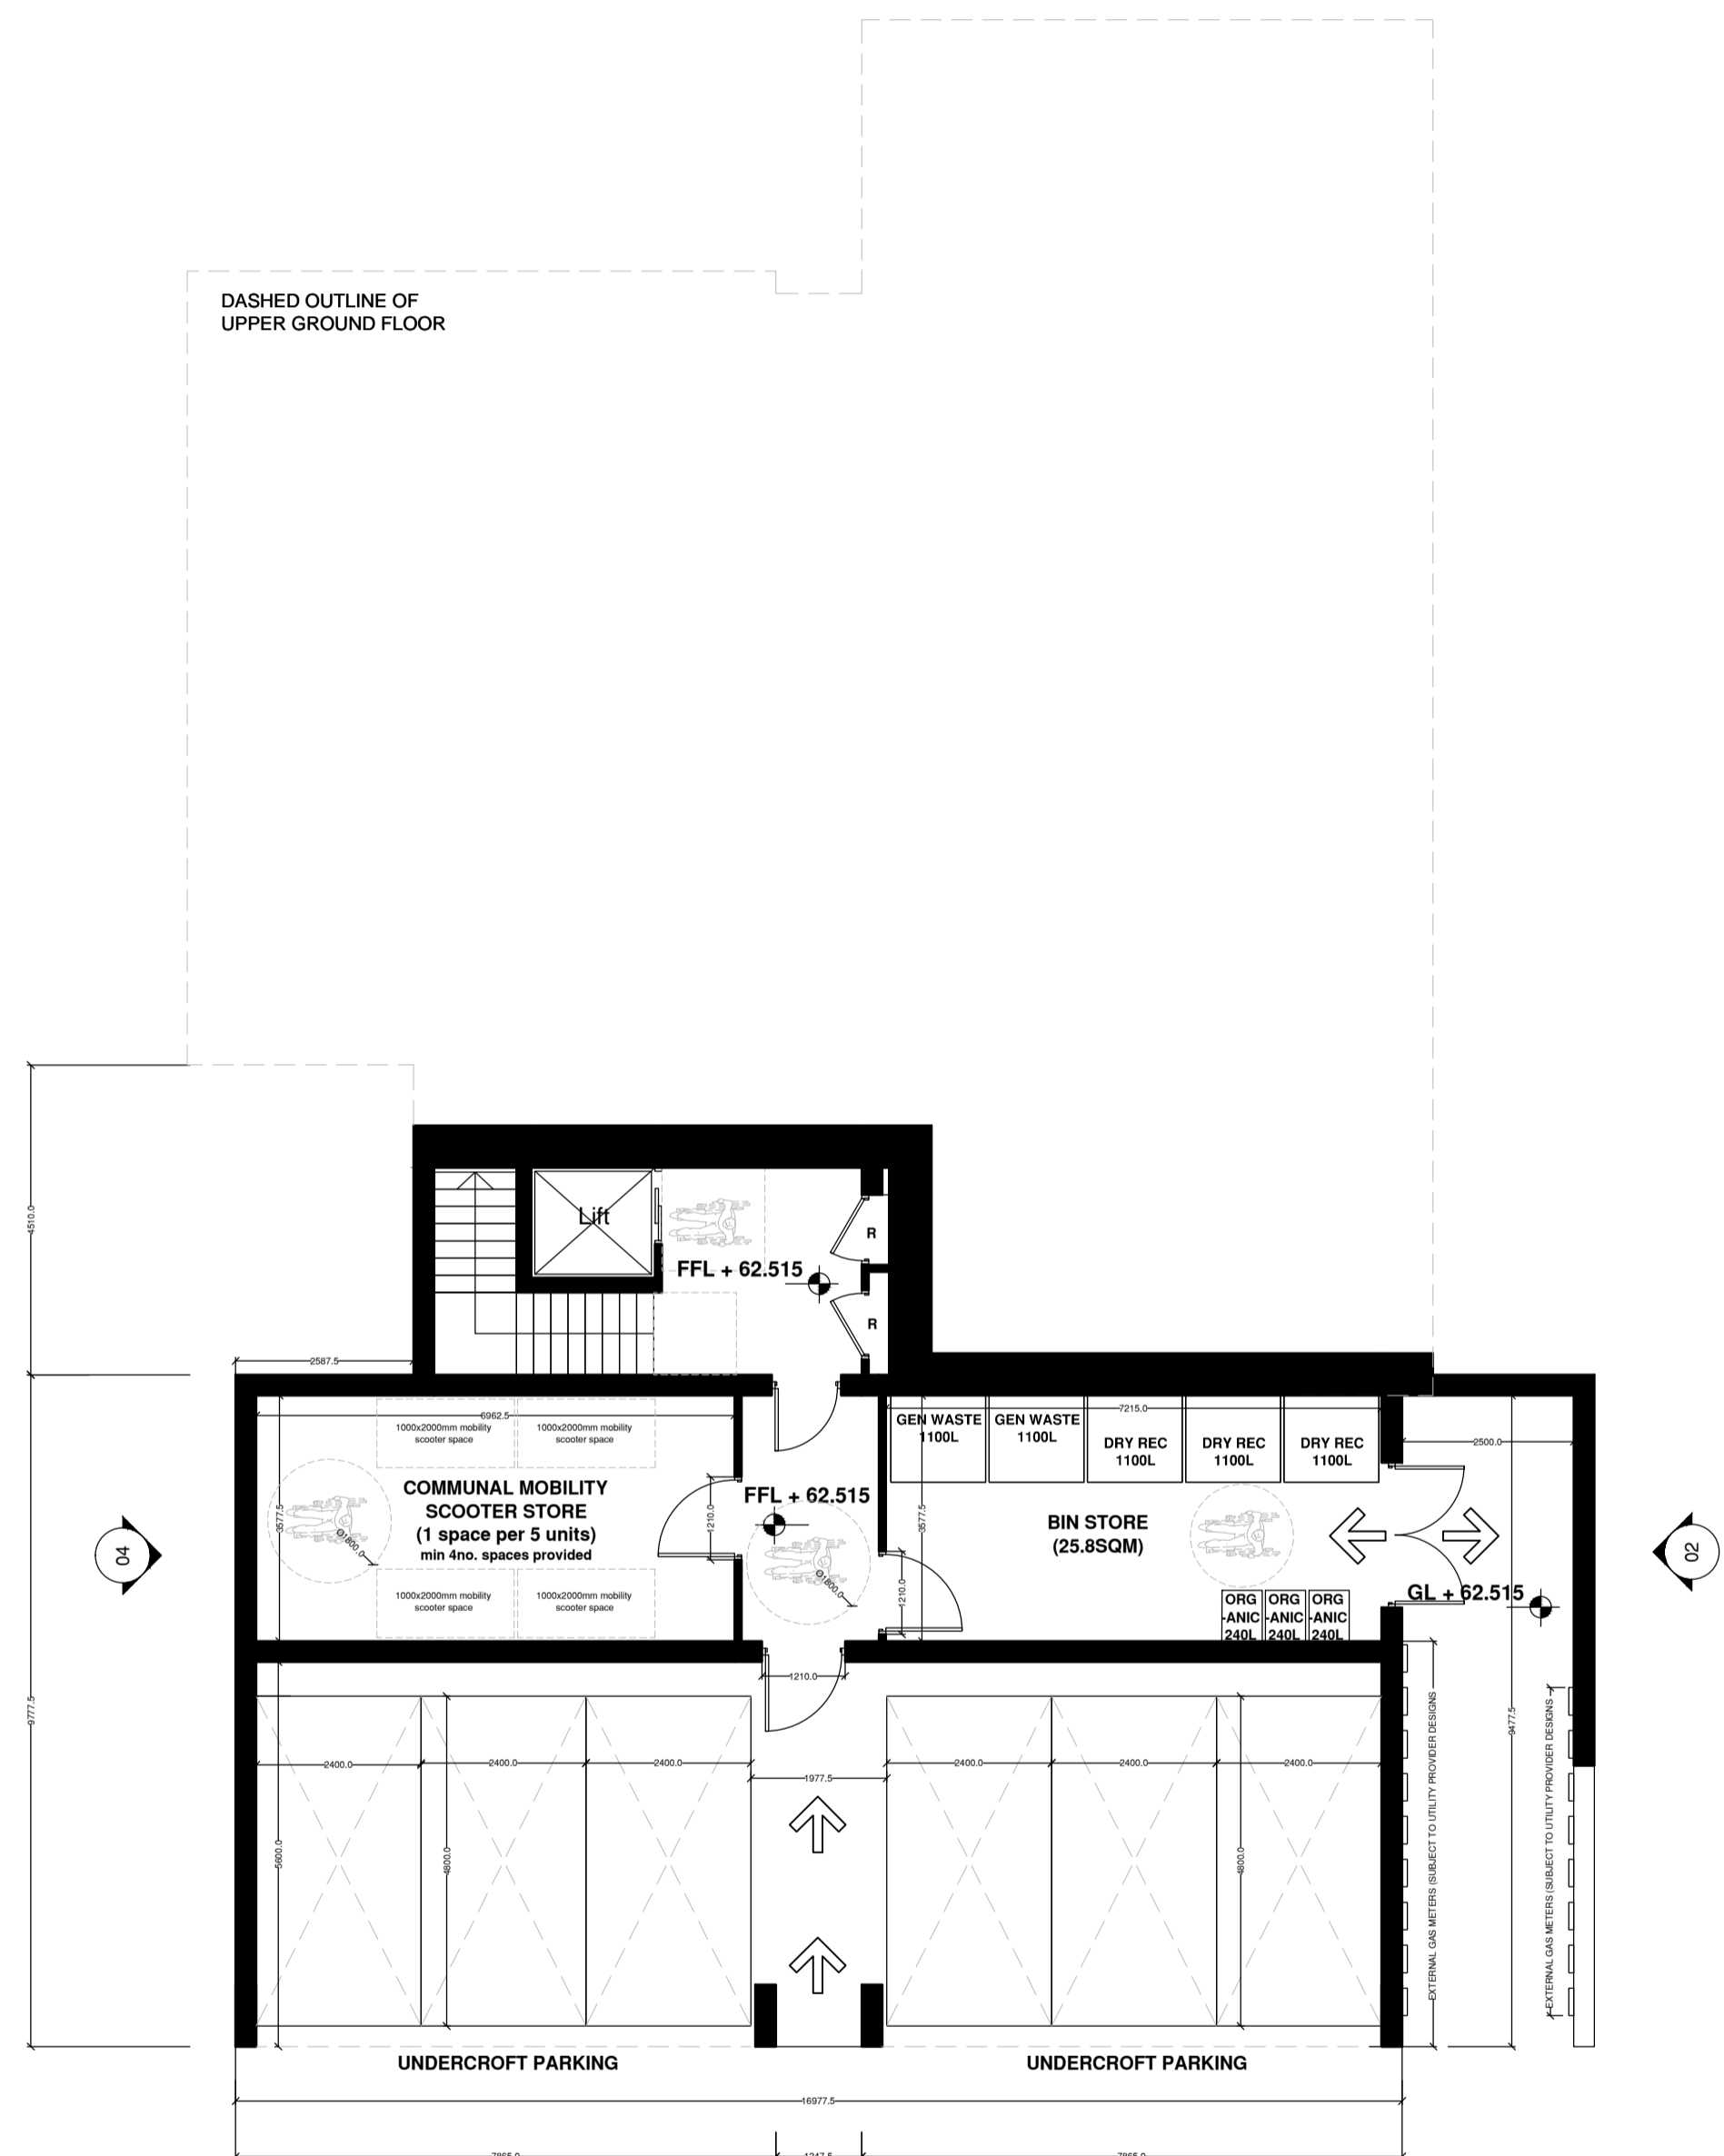 DASHED OUTLINE OF
UPPER GROUND FLOOR
4510.0
Lift
R
FFL + 62.515
R
2587.5
6962.5
7215.0
1000x2000mm mobility
scooter space
1000x2000mm mobility
scooter space
GEN WASTE
1100L
GEN WASTE
1100L
DRY REC
1100L
DRY REC
1100L
DRY REC
1100L
2500.0
COMMUNAL MOBILITY
SCOOTER STORE
(1 space per 5 units)
min 4no. spaces provided
3577.5
Ø1800.0
1210.0
FFL + 62.515
Ø1800.0
3577.5
1210.0
BIN STORE
(25.8SQM)
04
02
1000x2000mm mobility
scooter space
1000x2000mm mobility
scooter space
ORG
-ANIC
240L
ORG
-ANIC
240L
ORG
-ANIC
240L
GL + 62.515
1210.0
9777.5
2400.0
2400.0
2400.0
1977.5
2400.0
2400.0
2400.0
5600.0
4800.0
4800.0
EXTERNAL GAS METERS (SUBJECT TO UTILITY PROVIDER DESIGNS
9477.5
EXTERNAL GAS METERS (SUBJECT TO UTILITY PROVIDER DESIGNS
UNDERCROFT PARKING
UNDERCROFT PARKING
16977.5